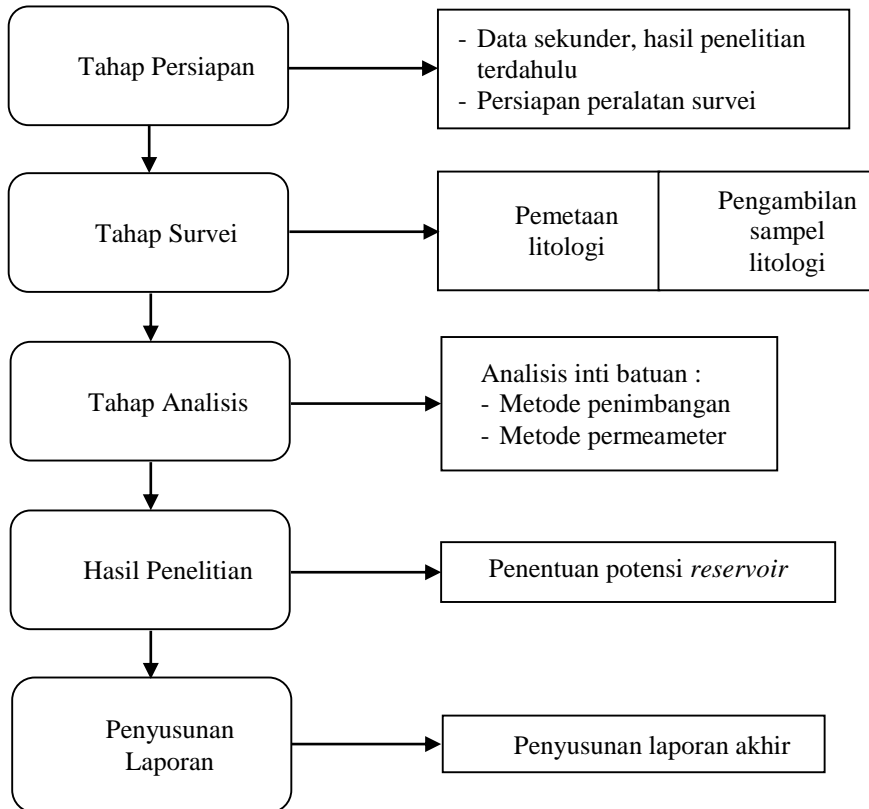 Tahap Persiapan
- Data sekunder, hasil penelitian
terdahulu
- Persiapan peralatan survei
Tahap Survei
Pemetaan
litologi
Pengambilan
sampel
litologi
Tahap Analisis
Analisis inti batuan :
- Metode penimbangan
- Metode permeameter
Hasil Penelitian
Penentuan potensi reservoir
Penyusunan
Laporan
Penyusunan laporan akhir